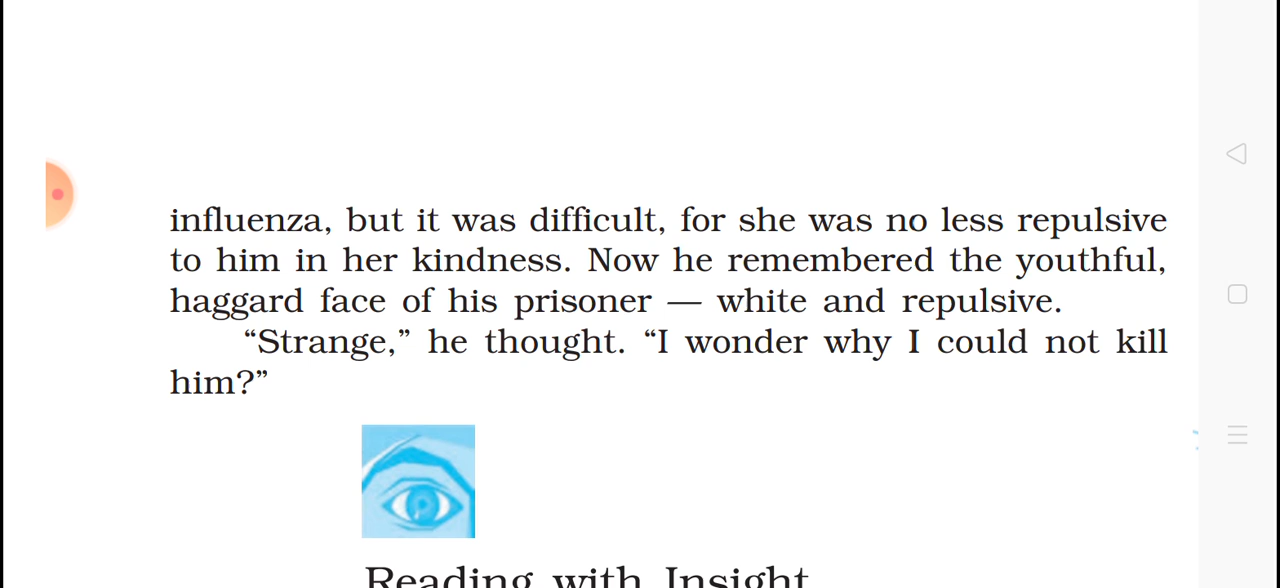 influenza, but it was difficult, for she was no less repulsive
to him in her kindness. Now he remembered the youthful,
haggard face of his prisoner — white and repulsive.
“Strange,” he thought. “I wonder why I could not kill
him?”
Reading with Insight